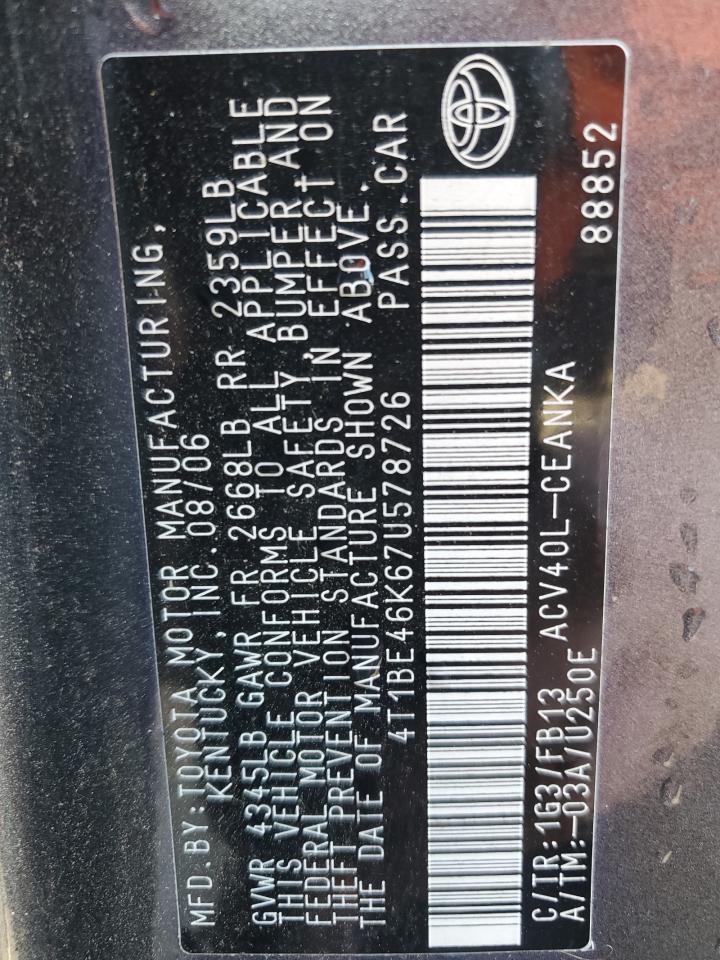 MFD.BY:TOYOTA MOTOR MANUFACTURING,
KENTUCKY, INC.08/06
GVWR 4345LB GAWR FR 2668LB RR 2359LB
THIS VEHICLE CONFORMS TO ALL APPLICABLE
FEDERAL MOTOR VEHICLE SAFETY, BUMPER, AND
THEFT PREVENTION STANDARDS IN EFFECT ON
THE DATE OF MANUFACTURE SHOWN ABOVE.
4T1BE46K67U578726 PASS.CAR
C/TR:1G3/FB13 ACV40L-CEANKA 88852
A/TM:-03A/U250E